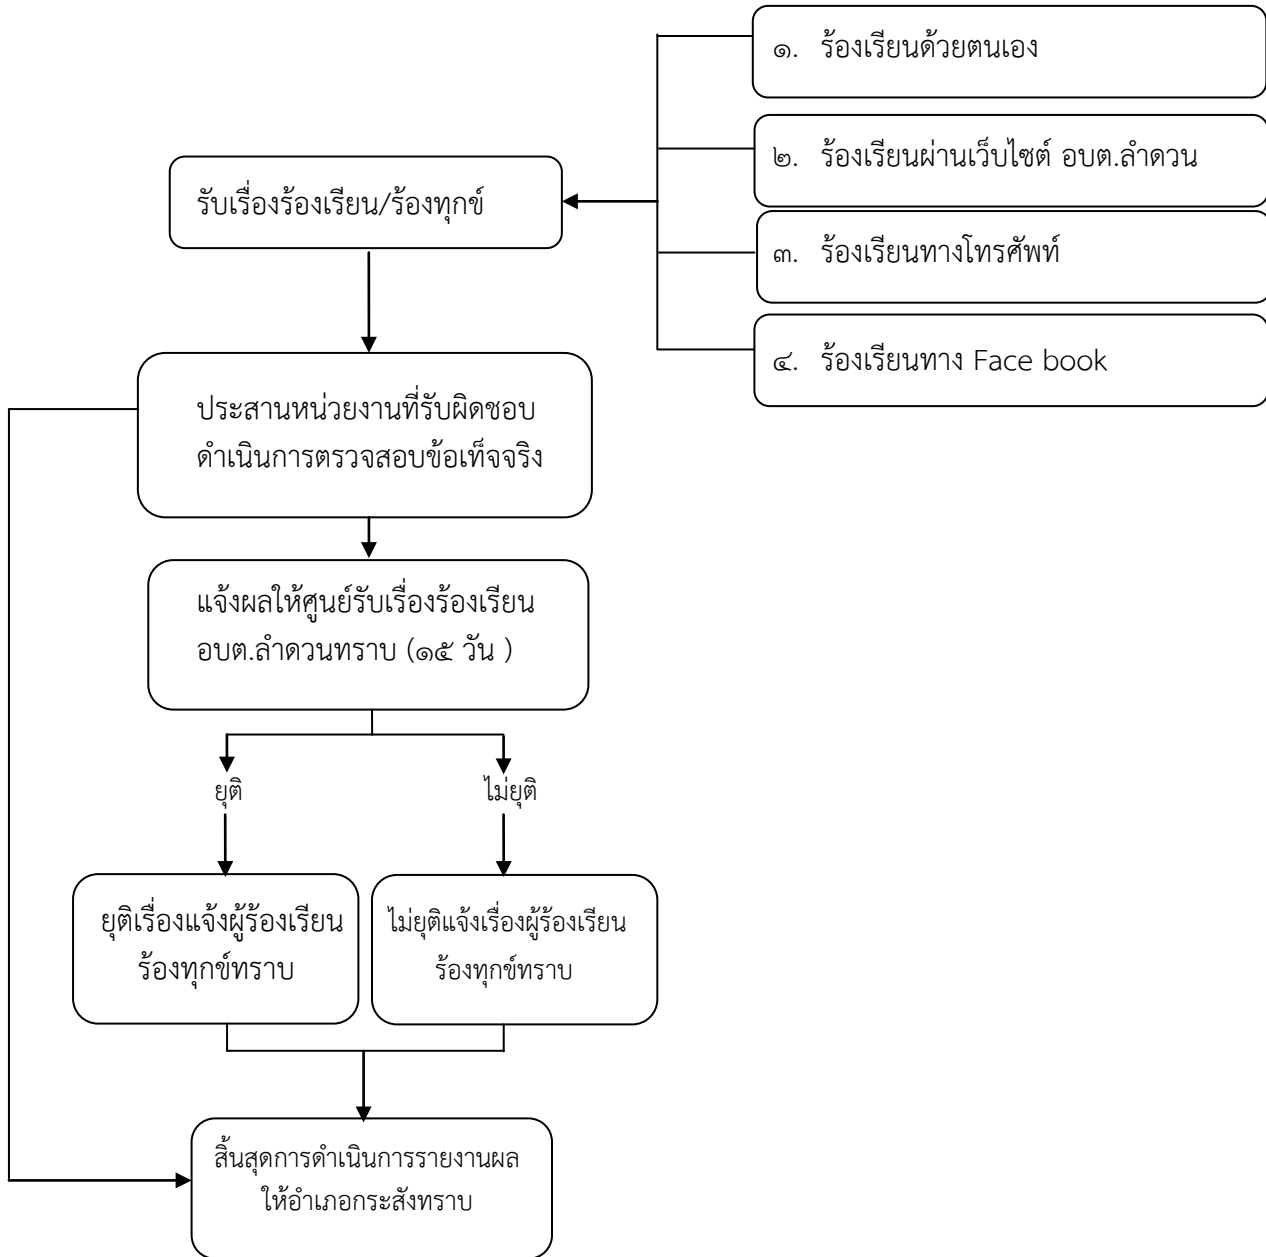 ๑. ร้องเรียนด้วยตนเอง
๒. ร้องเรียนผ่านเว็บไซต์ อบต.ลำดวน
รับเรื่องร้องเรียน/ร้องทุกข์
๓. ร้องเรียนทางโทรศัพท์
๔. ร้องเรียนทาง Face book
ประสานหน่วยงานที่รับผิดชอบ
ดำเนินการตรวจสอบข้อเท็จจริง
แจ้งผลให้ศูนย์รับเรื่องร้องเรียน
อบต.ลำดวนทราบ (๑๕ วัน )
ยุติ
ไม่ยุติ
ยุติเรื่องแจ้งผู้ร้องเรียน
ร้องทุกข์ทราบ
ไม่ยุติแจ้งเรื่องผู้ร้องเรียน
ร้องทุกข์ทราบ
สิ้นสุดการดำเนินการรายงานผล
ให้อำเภอกระสังทราบ